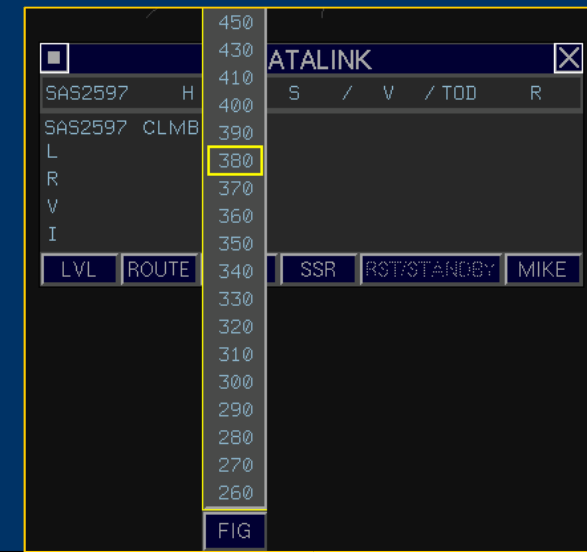 450
430
ATALINK
410
SAS2597 H S / V / TOD R
400
SAS2597 CLMB
390
L
380
R
370
V
360
I
350
LVL ROUTE 340 SSR RST/STANDBY MIKE
330
320
310
300
290
280
270
260
FIG